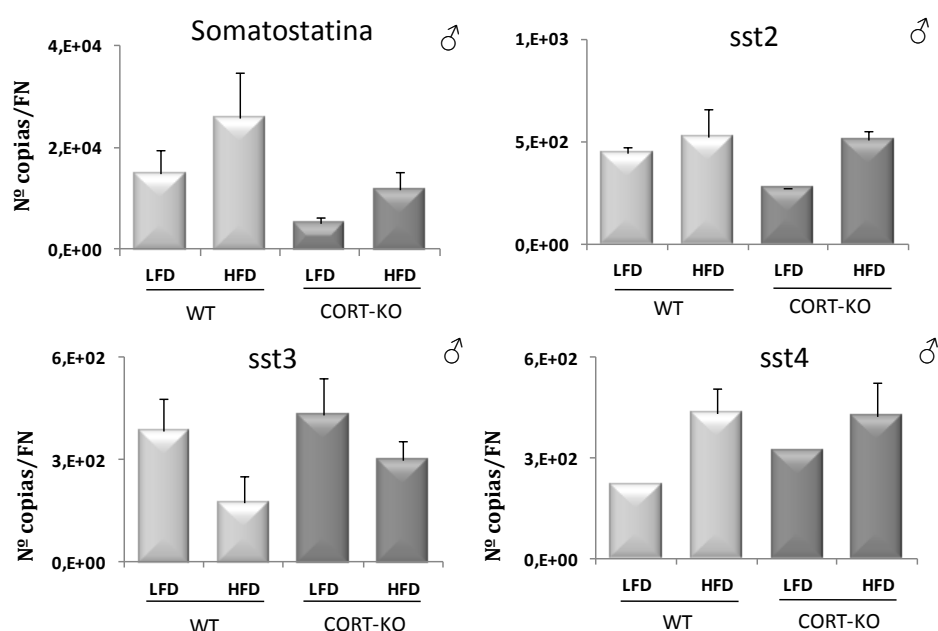 Somatostatina
♂
4,E+04
2,E+04
0,E+00
Nº copias/FN
LFD HFD LFD HFD
WT CORT-KO
sst2
♂
1,E+03
5,E+02
0,E+00
LFD HFD LFD HFD
WT CORT-KO
sst3
♂
6,E+02
3,E+02
0,E+00
Nº copias/FN
LFD HFD LFD HFD
WT CORT-KO
sst4
♂
6,E+02
3,E+02
0,E+00
Nº copias/FN
LFD HFD LFD HFD
WT CORT-KO